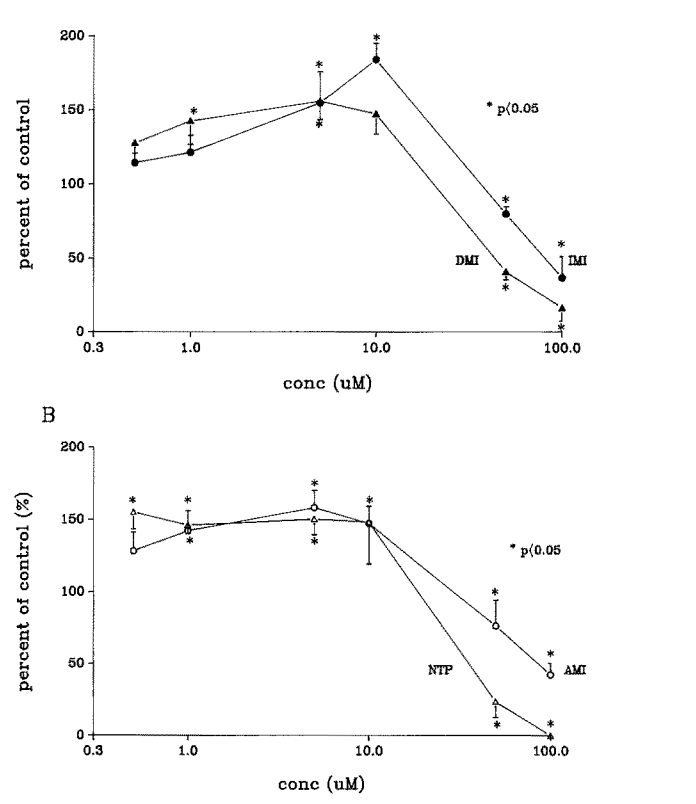 200
150
100
50
0
percent of control
* p(0.05
DMI
IMI
0.3 1.0 10.0 100.0
conc (uM)
B
200
150
100
50
0
percent of control (%)
* p(0.05
NTP
AMI
0.3 1.0 10.0 100.0
conc (uM)